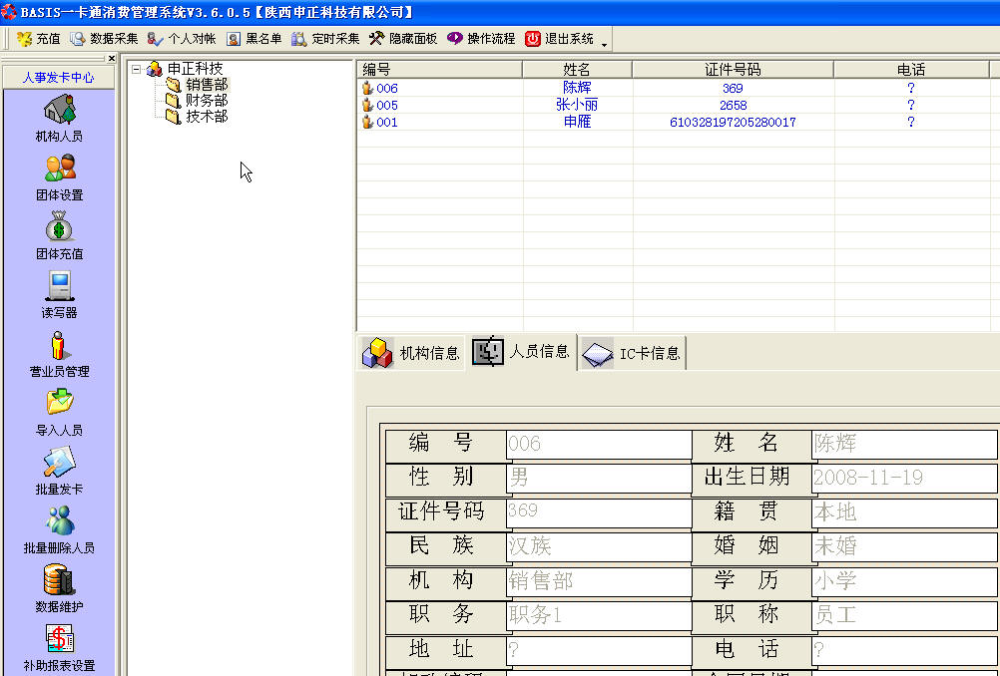 BASIS一卡通消费管理系统V3.6.0.5【陕西申正科技有限公司】
充值 数据采集 个人对帐 黑名单 定时采集 隐藏面板 操作流程 退出系统
人事发卡中心
机构人员
团体设置
团体充值
读写器
营业员管理
导入人员
批量发卡
批量删除人员
数据维护
补助报表设置
申正科技
销售部
财务部
技术部
编号 姓名 证件号码 电话
006 陈辉 369 ?
005 张小丽 2658 ?
001 申雁 610328197205280017 ?
机构信息 人员信息 IC卡信息
编 号 006 姓 名 陈辉
性 别 男 出生日期 2008-11-19
证件号码 369 籍 贯 本地
民 族 汉族 婚 姻 未婚
机 构 销售部 学 历 小学
职 务 职务1 职 称 员工
地 址 ? 电 话 ?